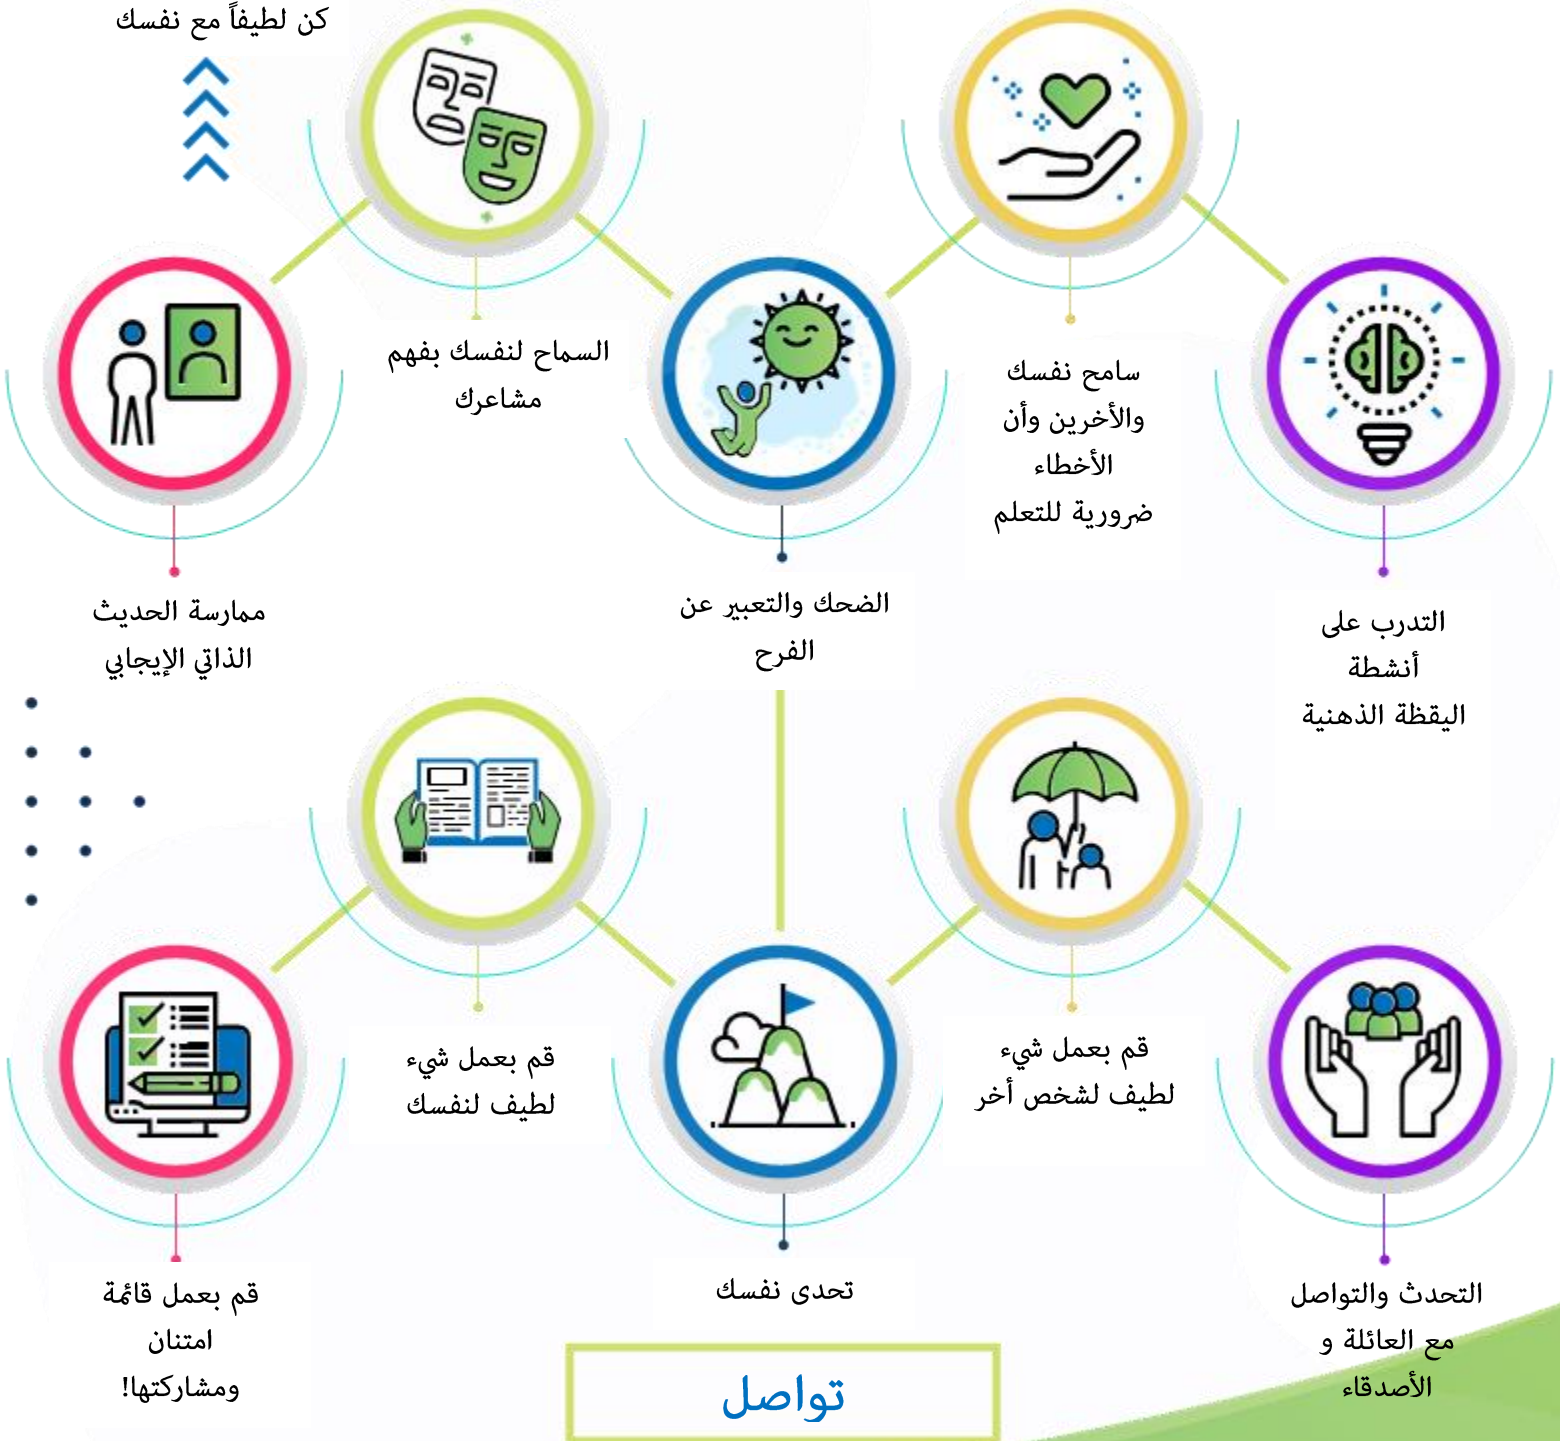 كن لطيفاً مع نفسك
السماح لنفسك بفهم
مشاعرك
سامح نفسك
والأخرين وأن
الأخطاء
ضرورية للتعلم
ممارسة الحديث
الذاتي الإيجابي
الضحك والتعبير عن
الفرح
التدرب على
أنشطة
اليقظة الذهنية
قم بعمل شيء
لطيف لنفسك
قم بعمل شيء
لطيف لشخص أخر
قم بعمل قائمة
امتنان
ومشاركتها!
تحدى نفسك
التحدث والتواصل
مع العائلة و
الأصدقاء
تواصل